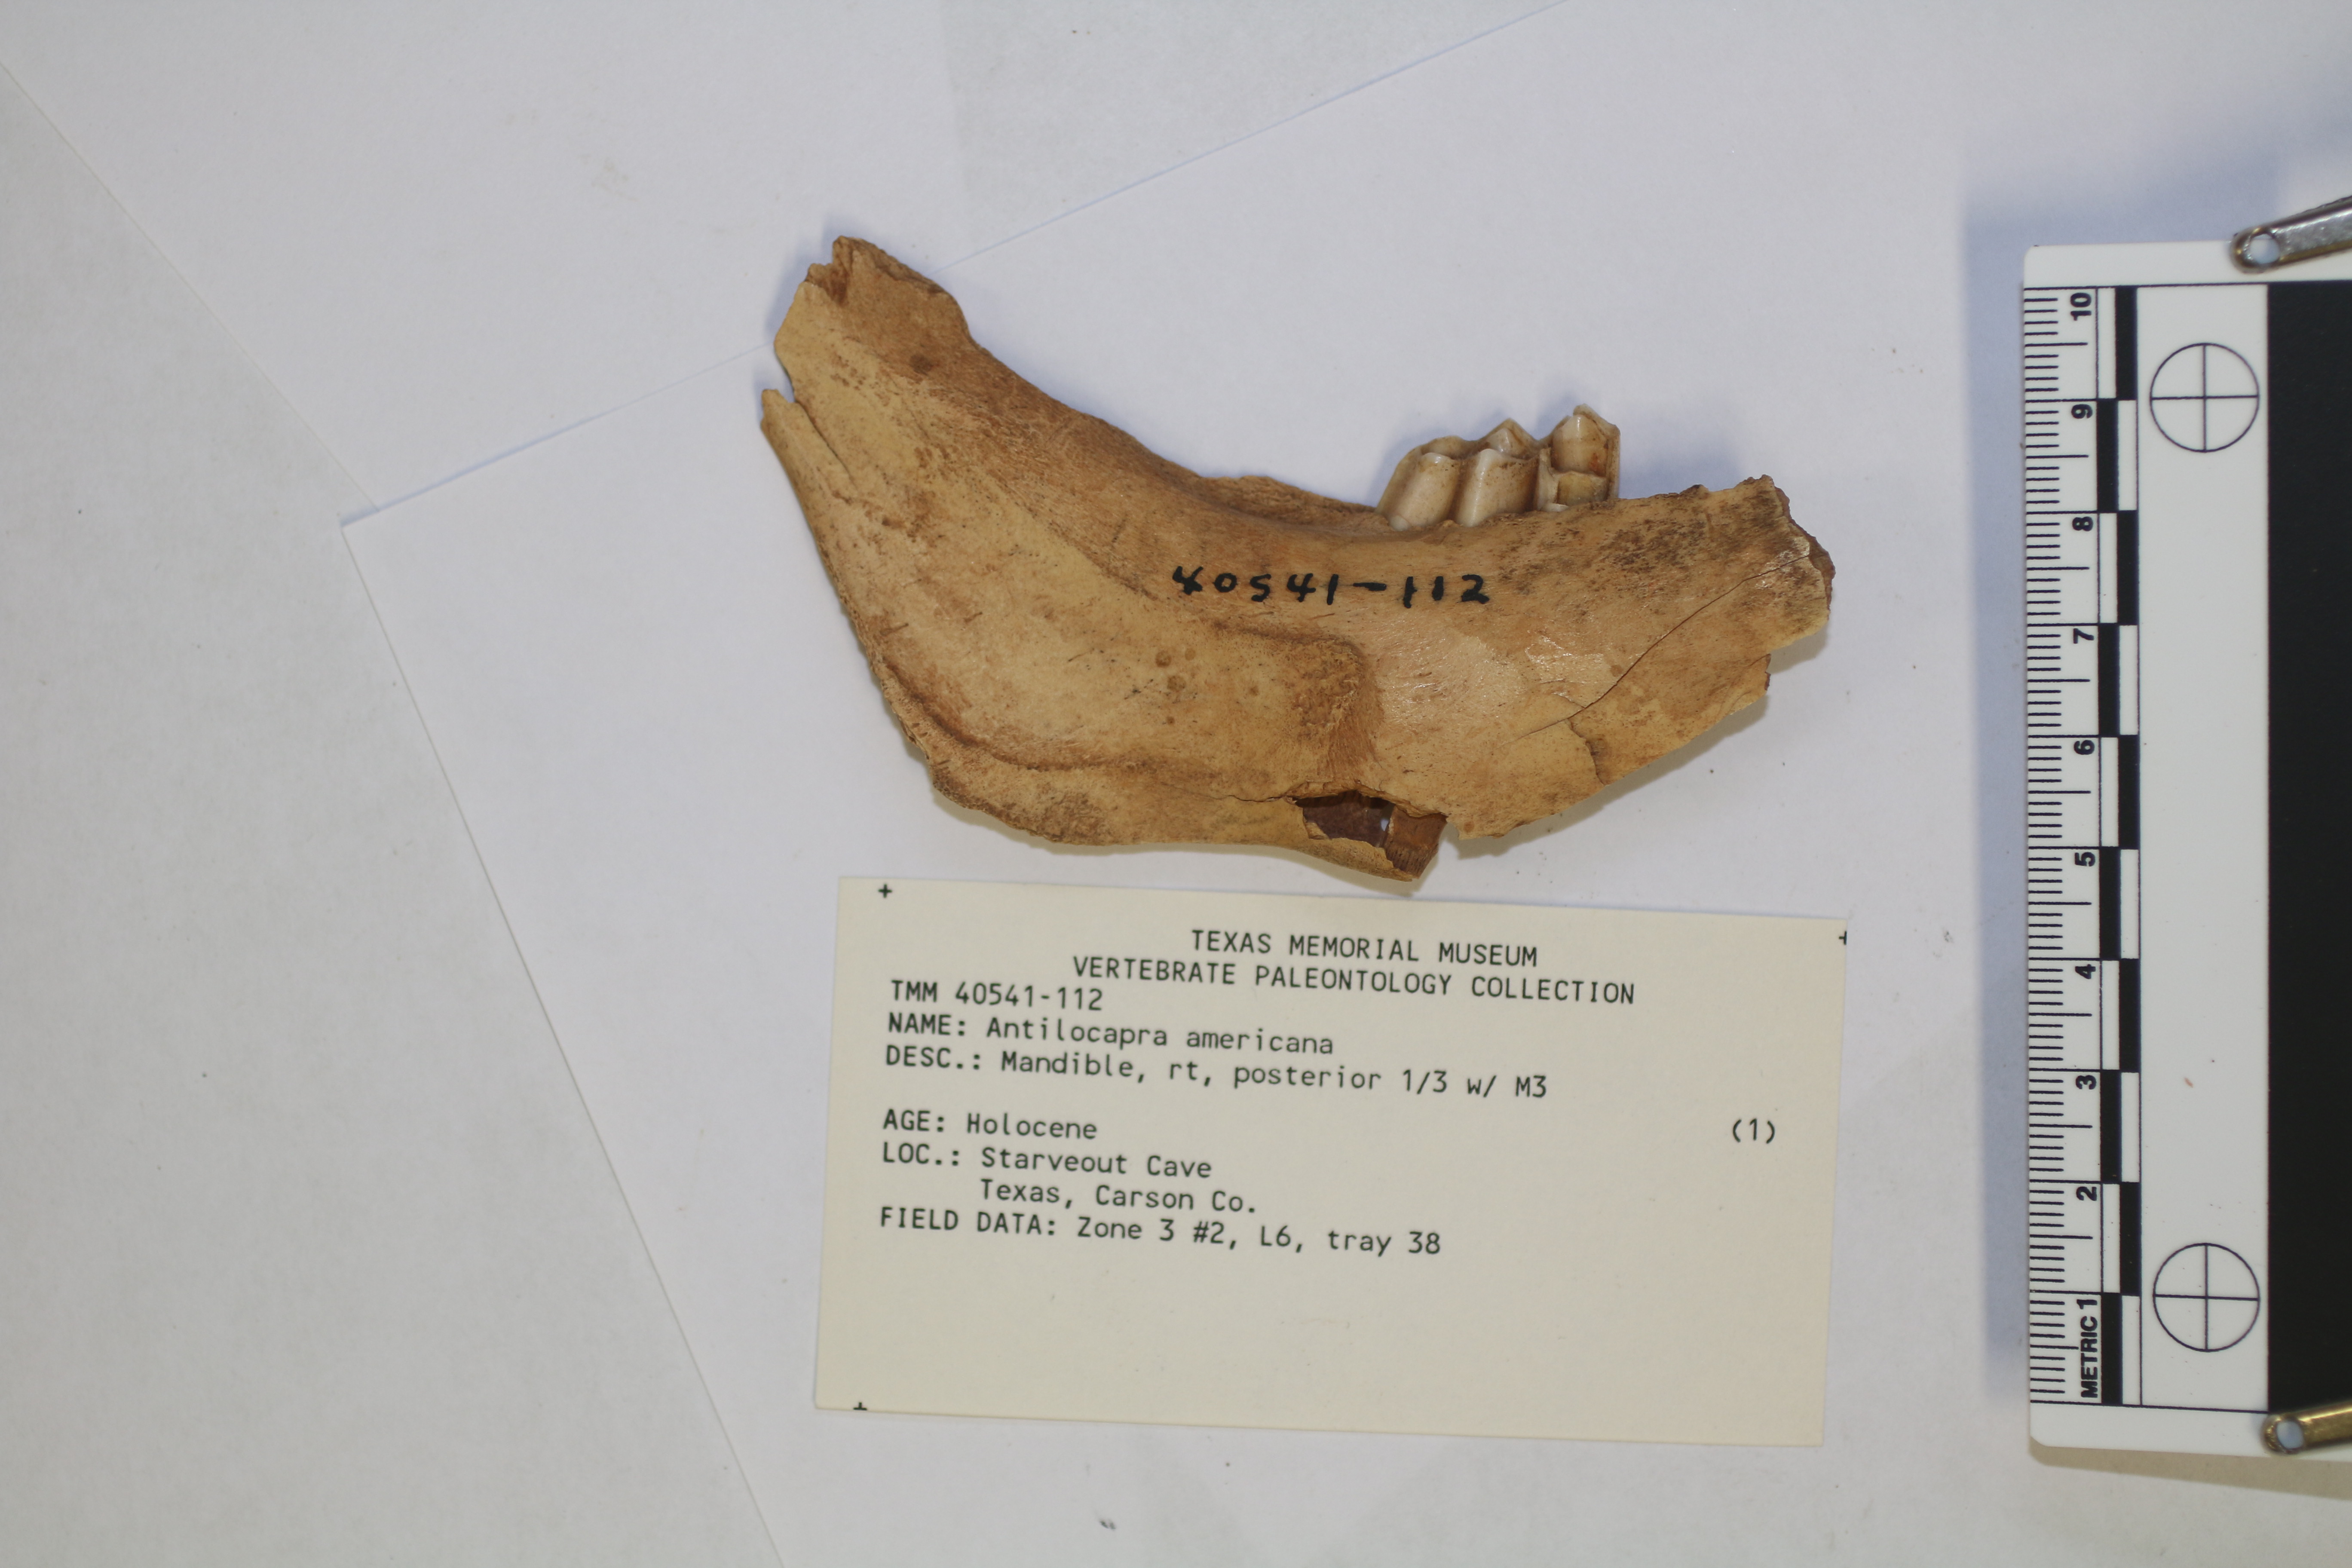 TEXAS MEMORIAL MUSEUM
VERTEBRATE PALEONTOLOGY COLLECTION
TMM 40541-112
NAME: Antilocapra americana
DESC.: Mandible, rt, posterior 1/3 w/ M3
AGE: Holocene
(1)
LOC.: Starveout Cave
Texas, Carson Co.
FIELD DATA: Zone 3 #2, L6, tray 38
40541-112
METRIC 1 2 3 4 5 6 7 8 9 10